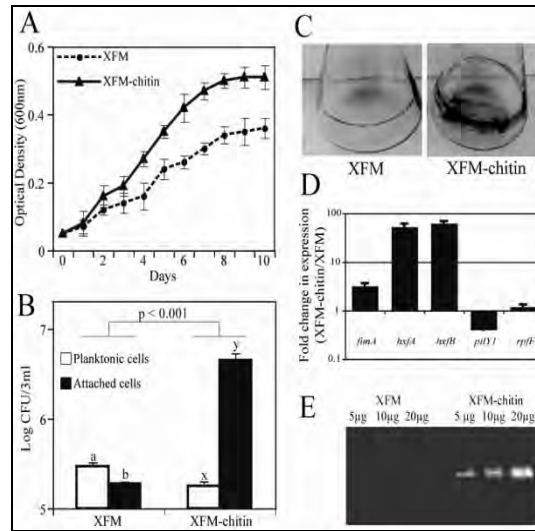 A
0.6
XFM
XFM-chitin
0.4
0.2
0
Optical Density (600nm)
0 2 4 6 8 10
Days
B
p < 0.001
7
Planktonic cells
Attached cells
y
6
a
b
x
5
Log CFU/3ml
XFM XFM-chitin
C
XFM XFM-chitin
D
100
10
1
0.1
Fold change in expression
(XFM-chitin/XFM)
fimA hxfA hxfB pilY1 rpfF
E
XFM XFM-chitin
5µg 10µg 20µg 5 µg 10µg 20µg